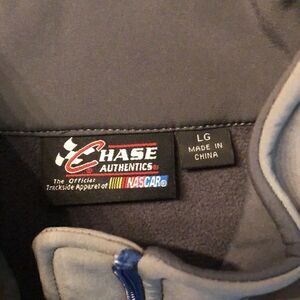 CHASE
AUTHENTICS®
The Official
Trackside Apparel of NASCAR®
LG
MADE IN
CHINA